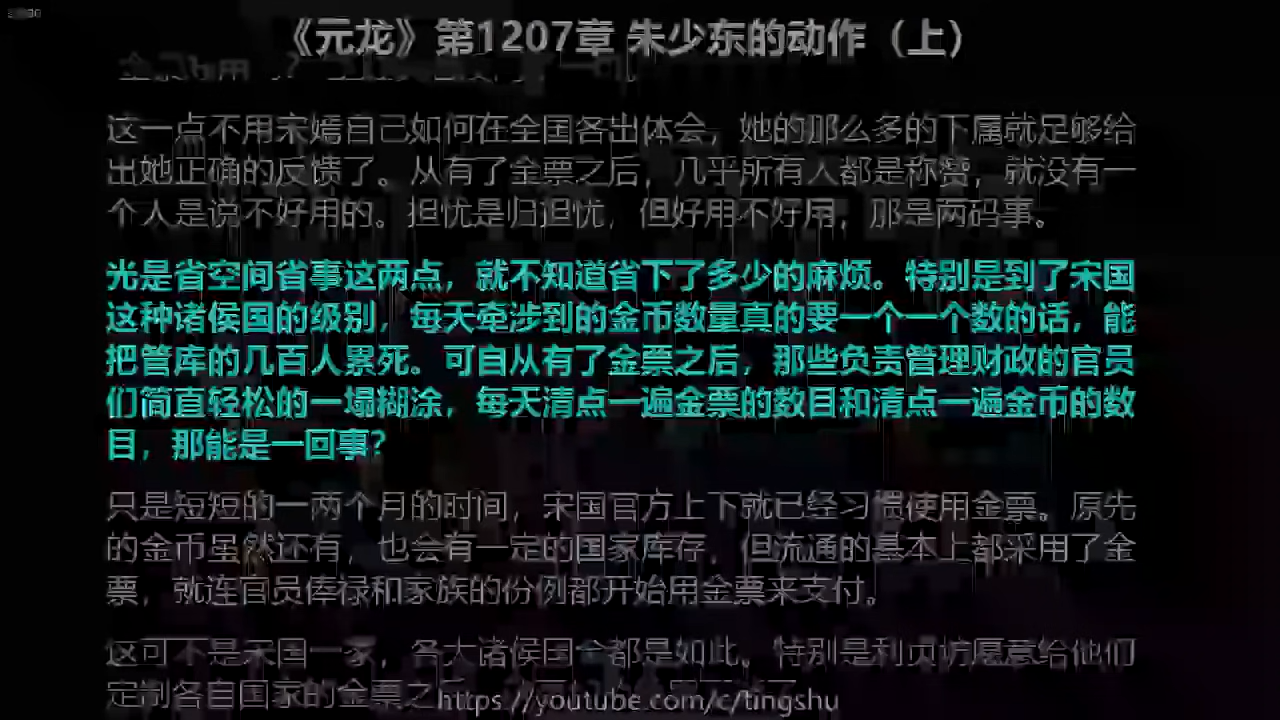 《元龙》第1207章 朱少东的动作（上）
这一点不用宋嫣自己如何在全国各出体会，她的那么多的下属就足够给
出她正确的反馈了。从有了金票之后，几乎所有人都是称赞，就没有一
个人是说不好用的。担忧是归担忧，但好用不好用，那是两码事。
光是省空间省事这两点，就不知道省下了多少的麻烦。特别是到了宋国
这种诸侯国的级别，每天牵涉到的金币数量真的要一个一个数的话，能
把管库的几百人累死。可自从有了金票之后，那些负责管理财政的官员
们简直轻松的一塌糊涂，每天清点一遍金票的数目和清点一遍金币的数
目，那能是一回事？
只是短短的一两个月的时间，宋国官方上下就已经习惯使用金票。原先
的金币虽然还有，也会有一定的国家库存，但流通的基本上都采用了金
票，就连官员俸禄和家族的份例都开始用金票来支付。
这可不是宋国一家，各大诸侯国全都是如此。特别是利贞坊愿意给他们
定制各自国家的金票之后
https://youtube.com/c/tingshu